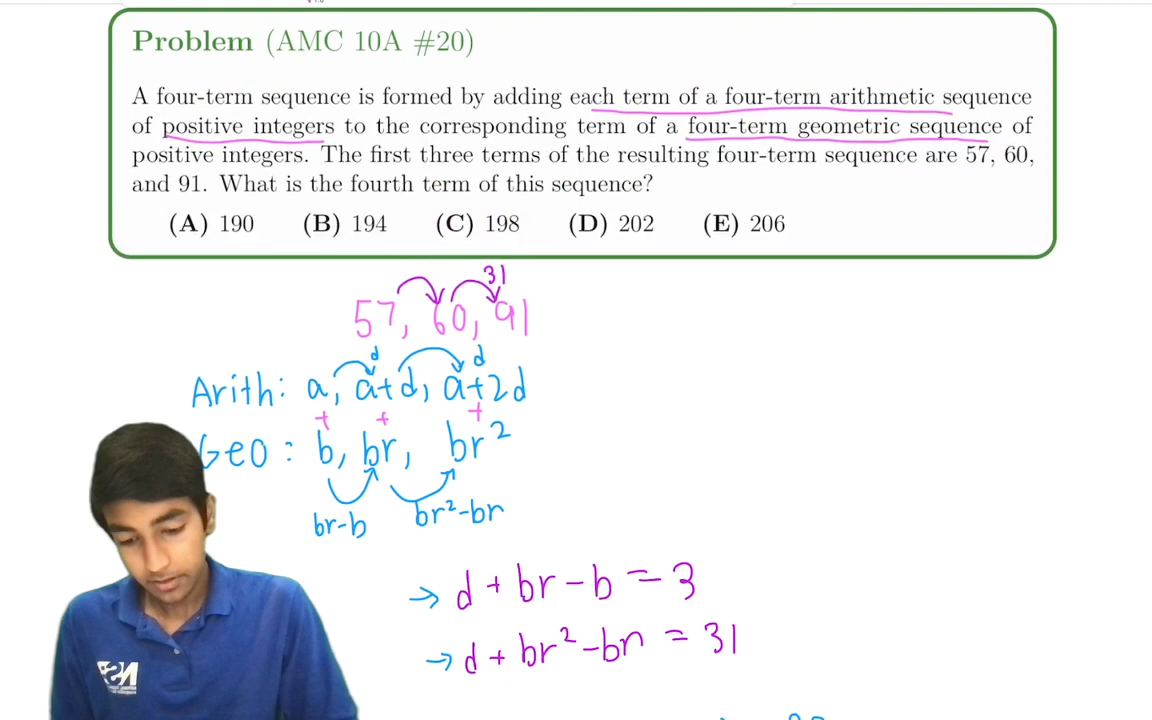 Problem (AMC 10A #20)
A four-term sequence is formed by adding each term of a four-term arithmetic sequence
of positive integers to the corresponding term of a four-term geometric sequence of
positive integers. The first three terms of the resulting four-term sequence are 57, 60,
and 91. What is the fourth term of this sequence?
(A) 190 (B) 194 (C) 198 (D) 202 (E) 206
31
57, 60, 91
d d
Arith: a, a+d, a+2d
+ + +
Geo: b, br, br²
br-b br²-br
→ d + br - b = 3
→ d + br² - br = 31